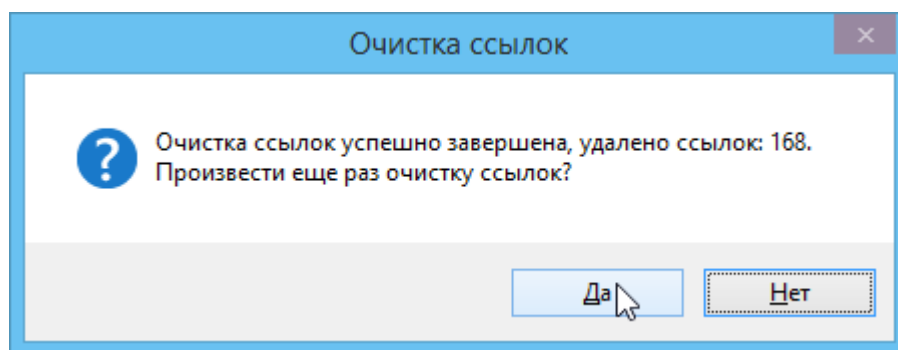 Очистка ссылок
Очистка ссылок успешно завершена, удалено ссылок: 168.
Произвести еще раз очистку ссылок?
Да
Нет